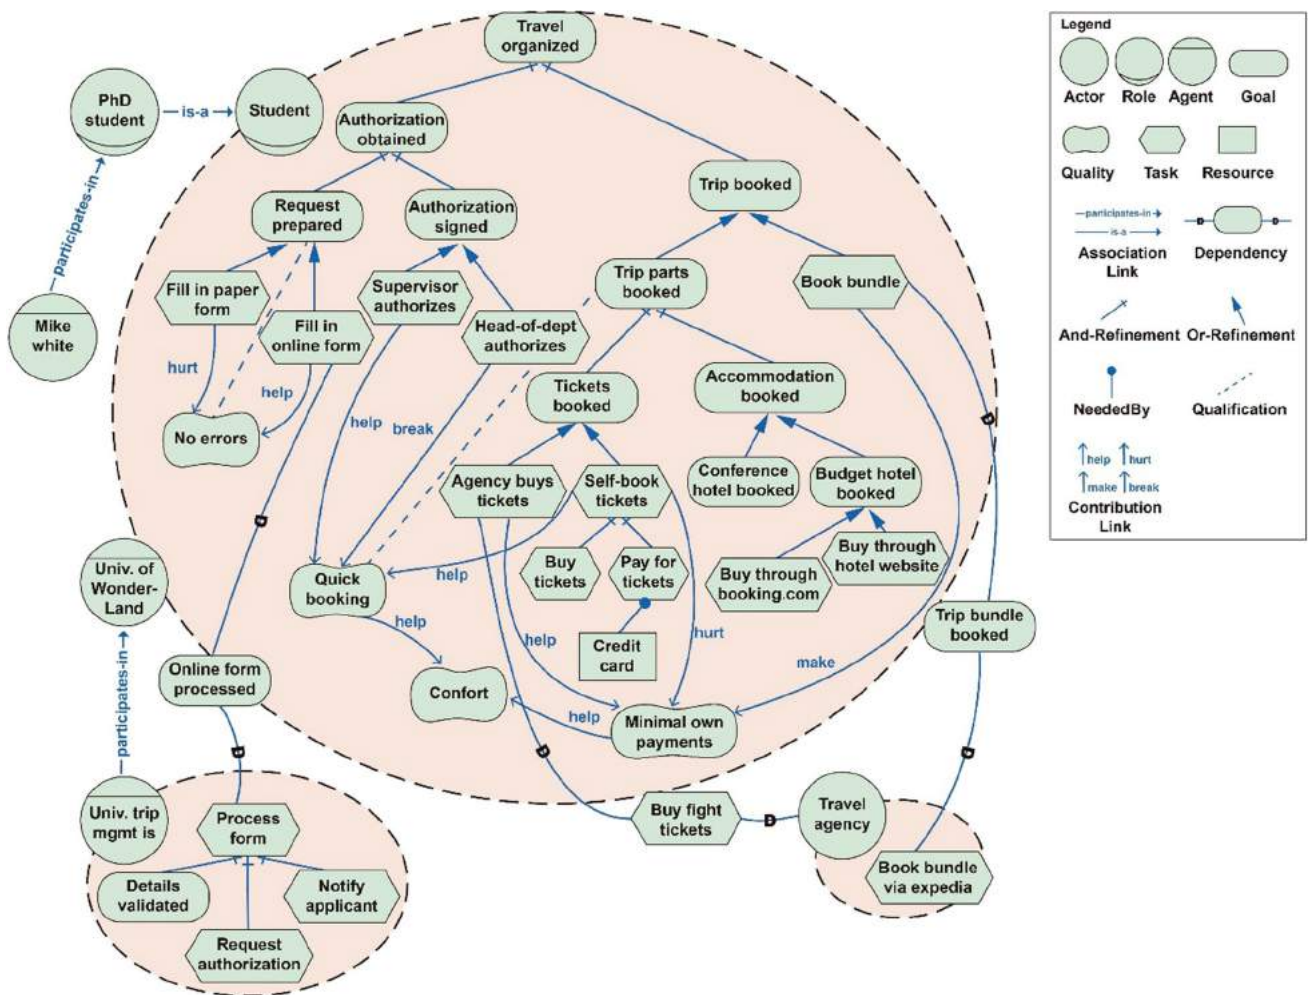 Travel
organized
Legend
PhD
student
is-a
Student
Authorization
obtained
Actor
Role
Agent
Goal
Quality
Task
Resource
participates-in
Request
prepared
Authorization
signed
Trip booked
participates-in
is-a
D
D
Association
Link
Dependency
Fill in paper
form
Supervisor
authorizes
Trip parts
booked
Book bundle
Mike
white
Fill in
online form
Head-of-dept
authorizes
And-Refinement
Or-Refinement
hurt
help
Tickets
booked
Accommodation
booked
NeededBy
Qualification
No errors
help
break
D
help
hurt
make
break
Contribution
Link
Agency buys
tickets
Self-book
tickets
Conference
hotel booked
Budget hotel
booked
D
Univ. of
Wonder-
Land
Quick
booking
help
Buy
tickets
Pay for
tickets
Buy through
booking.com
Buy through
hotel website
Trip bundle
booked
help
help
Credit
card
hurt
make
Online form
processed
Confort
help
Minimal own
payments
participates-in
D
D
D
Univ. trip
mgmt is
Process
form
Buy fight
tickets
D
Travel
agency
Details
validated
Notify
applicant
Book bundle
via expedia
Request
authorization